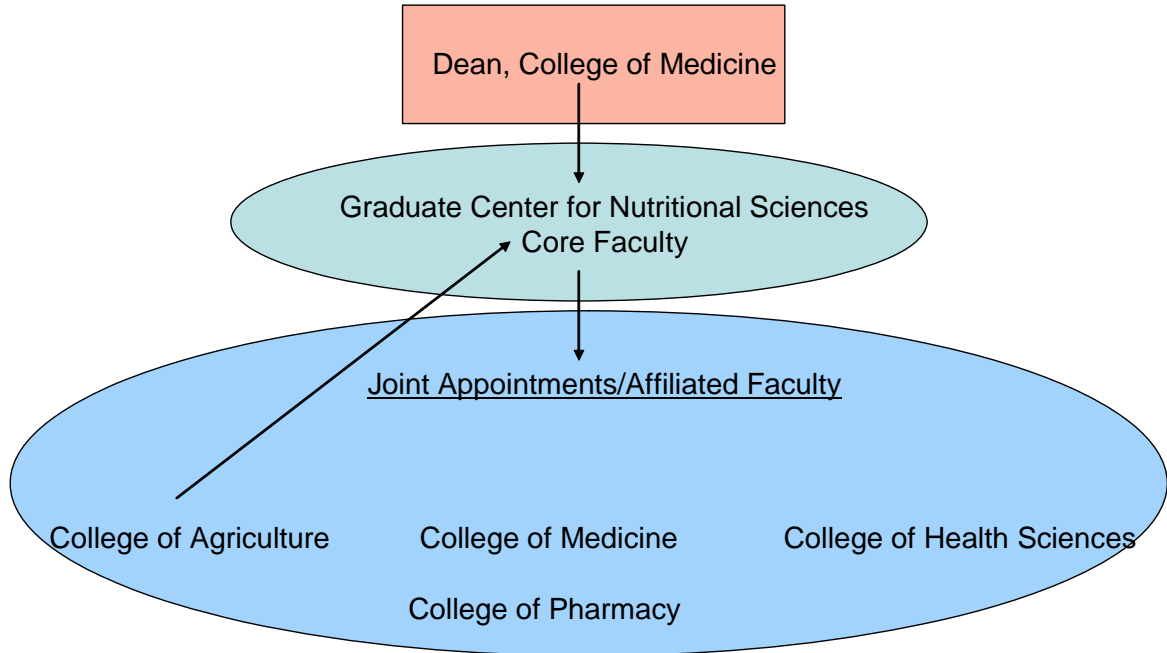 Dean, College of Medicine
Graduate Center for Nutritional Sciences
Core Faculty
Joint Appointments/Affiliated Faculty
College of Agriculture
College of Medicine
College of Health Sciences
College of Pharmacy